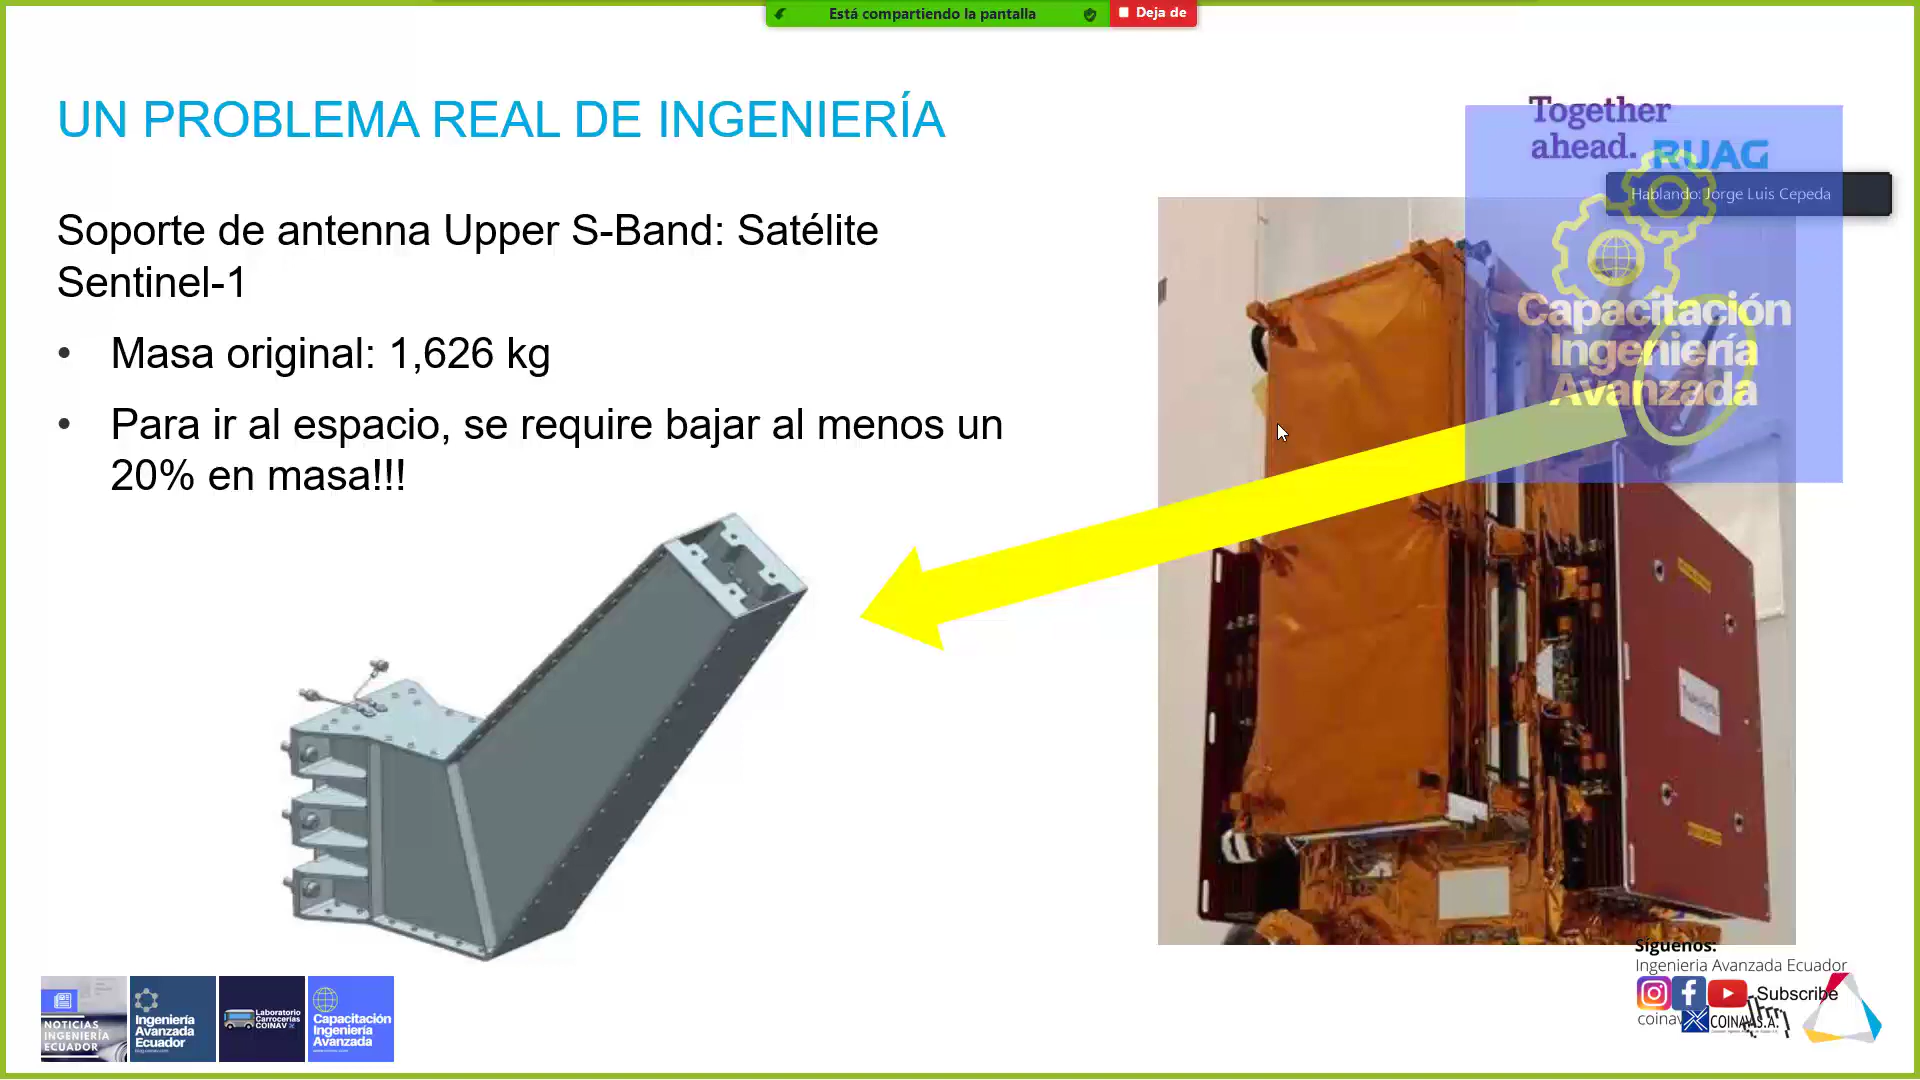 Está compartiendo la pantalla
Deja de
UN PROBLEMA REAL DE INGENIERÍA
Together
ahead. RUAG
Hablando: Jorge Luis Cepeda
Soporte de antenna Upper S-Band: Satélite
Sentinel-1
• Masa original: 1,626 kg
• Para ir al espacio, se require bajar al menos un
20% en masa!!!
Capacitación
Ingeniería
Avanzada
Síguenos:
Ingenieria Avanzada Ecuador
Subscribe
coinav
COINAV S.A.
NOTICIAS
INGENIERÍA
ECUADOR
Ingeniería
Avanzada
Ecuador
Laboratorio
Carrocerías
COINAV
Capacitación
Ingeniería
Avanzada